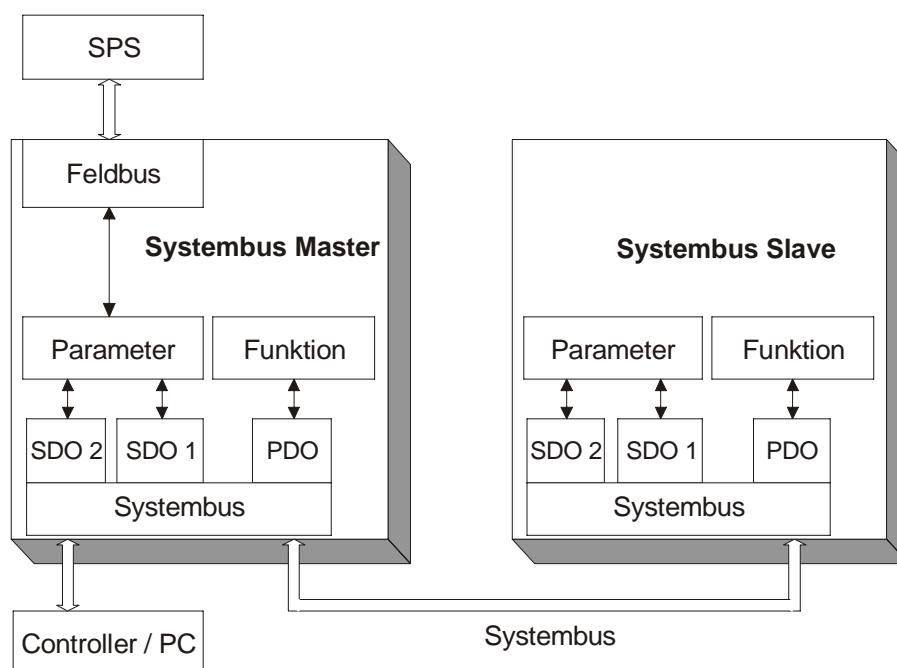 SPS
Feldbus
Systembus Master
Parameter
Funktion
SDO 2
SDO 1
PDO
Systembus
Controller / PC
Systembus Slave
Parameter
Funktion
SDO 2
SDO 1
PDO
Systembus
Systembus